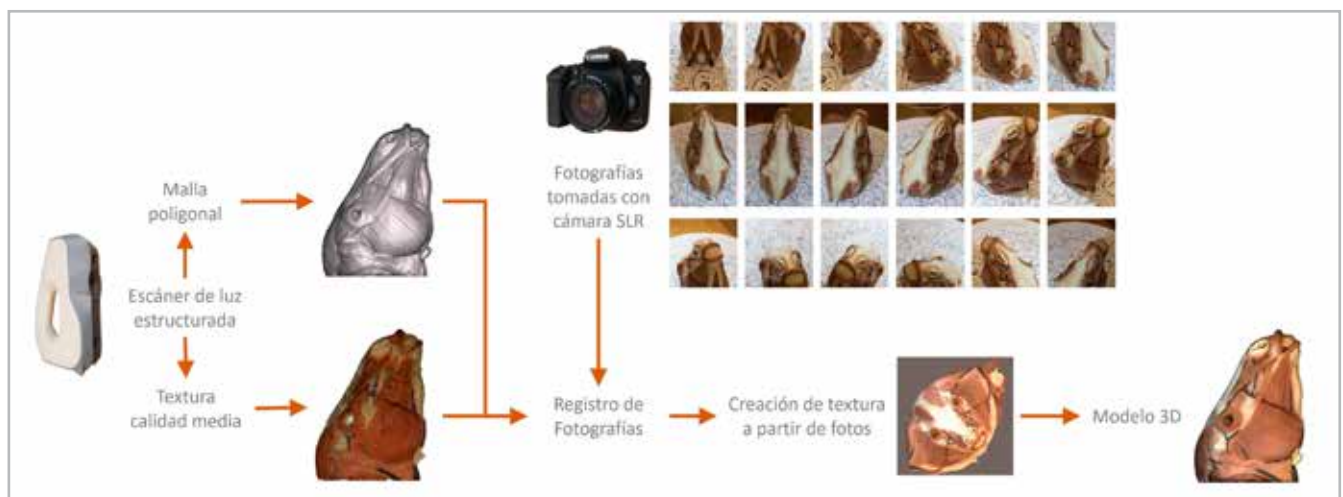 Fotografías
tomadas con
cámara SLR
Malla
poligonal
Escáner de luz
estructurada
Textura
calidad media
Registro de
Fotografías
Creación de textura
a partir de fotos
Modelo 3D